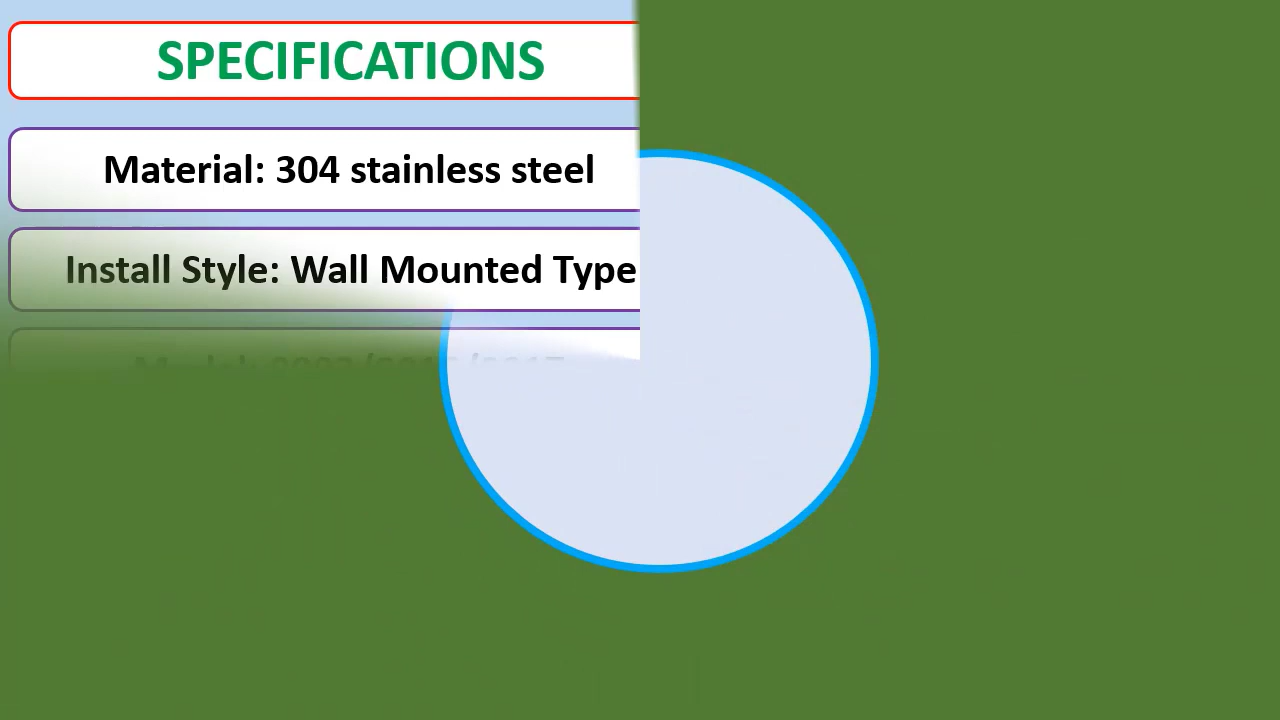 SPECIFICATIONS
Material: 304 stainless steel
Install Style: Wall Mounted Type